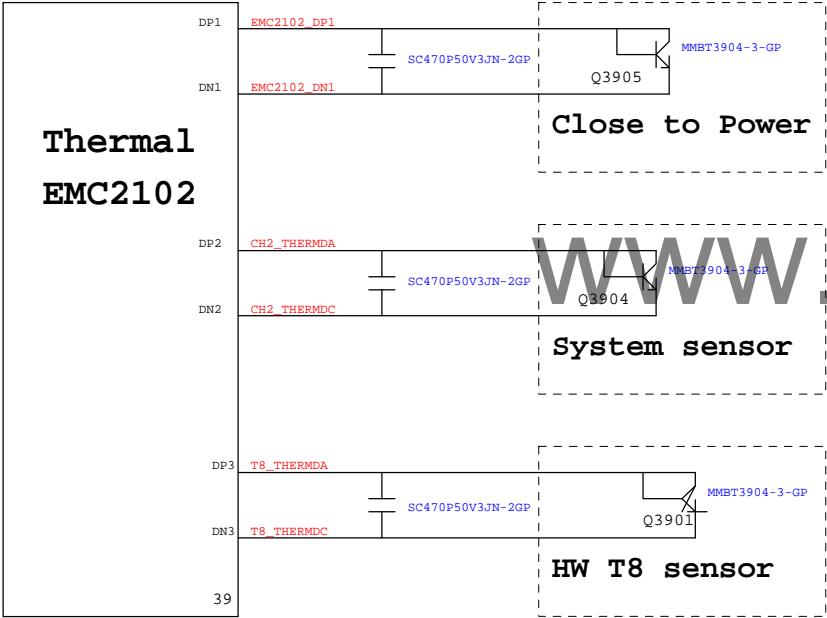 DP1 EMC2102_DP1
MMBT3904-3-GP
SC470P50V3JN-2GP
Q3905
DN1 EMC2102_DN1
Close to Power
Thermal
EMC2102
DP2 CH2_THERMDA
MMBT3904-3-GP
SC470P50V3JN-2GP
Q3904
DN2 CH2_THERMDC
www.
System sensor
DP3 T8_THERMDA
MMBT3904-3-GP
SC470P50V3JN-2GP
Q3901
DN3 T8_THERMDC
HW T8 sensor
39